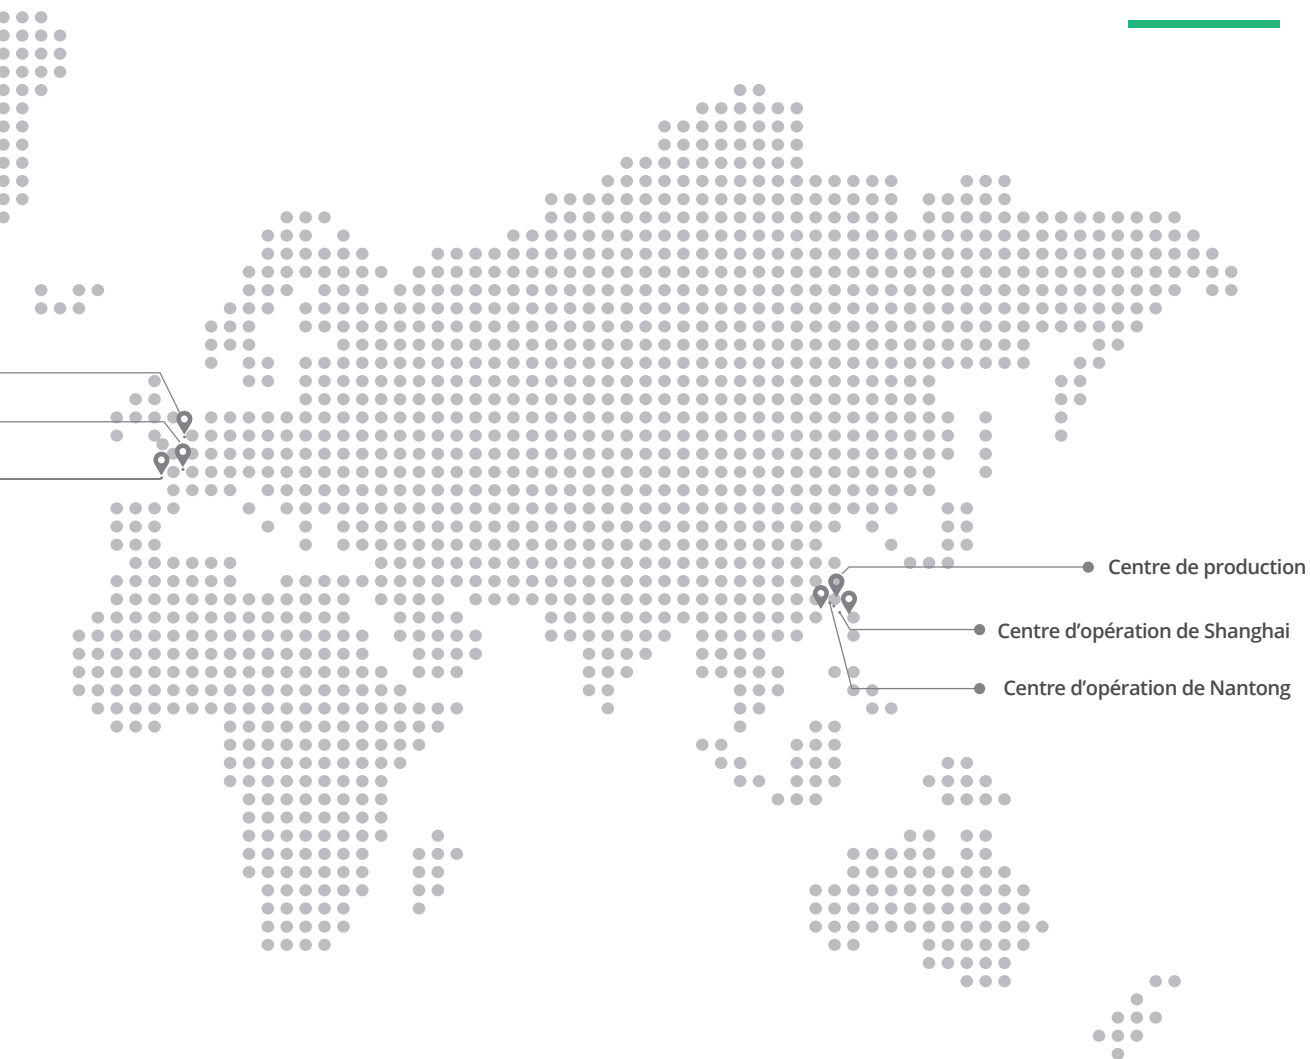 Centre de production
Centre d’opération de Shanghai
Centre d’opération de Nantong